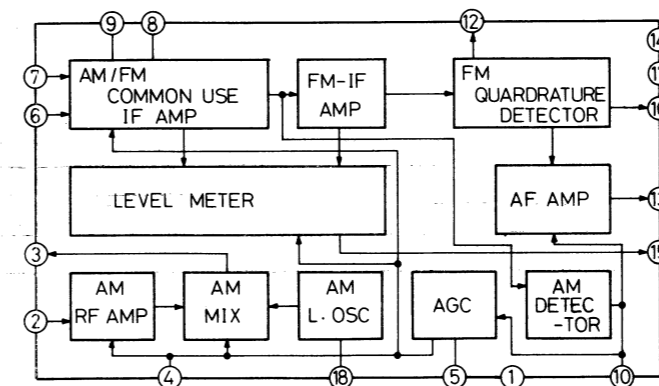 9 8 12
14
7
AM/FM
COMMON USE
IF AMP
FM-IF
AMP
FM
QUARDRATURE
DETECTOR
6
LEVEL METER
AF AMP
3
2
AM
RF AMP
AM
MIX
AM
L. OSC
AGC
AM
DETEC
-TOR
4 18 5 1 10